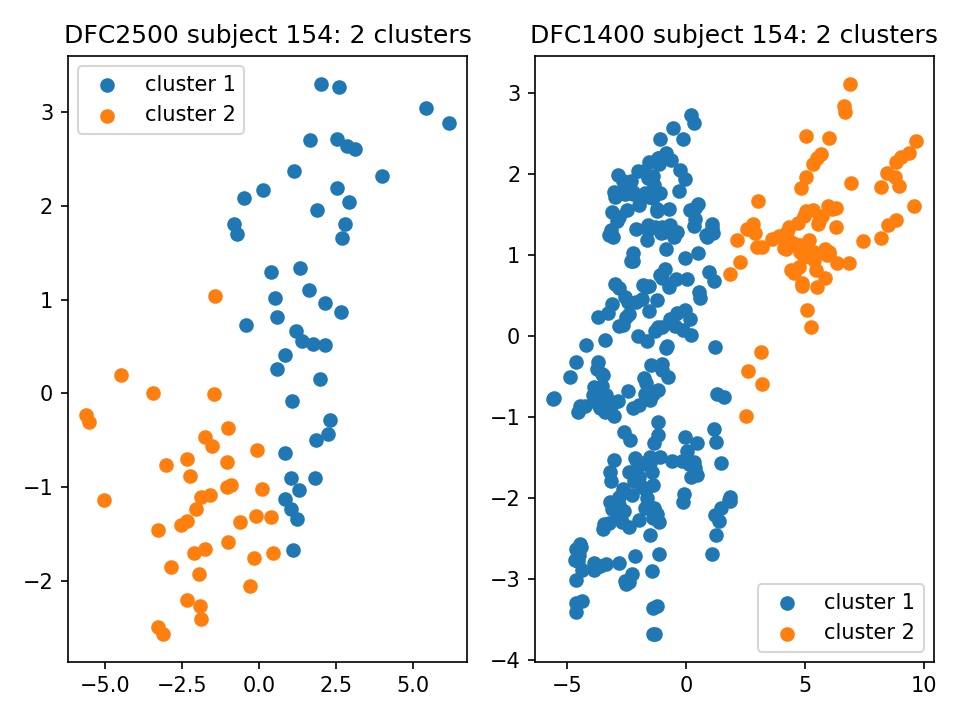 DFC2500 subject 154: 2 clusters
cluster 1
cluster 2
3
2
1
0
−1
−2
−5.0 −2.5 0.0 2.5 5.0
DFC1400 subject 154: 2 clusters
3
2
1
0
−1
−2
−3
−4
cluster 1
cluster 2
−5 0 5 10